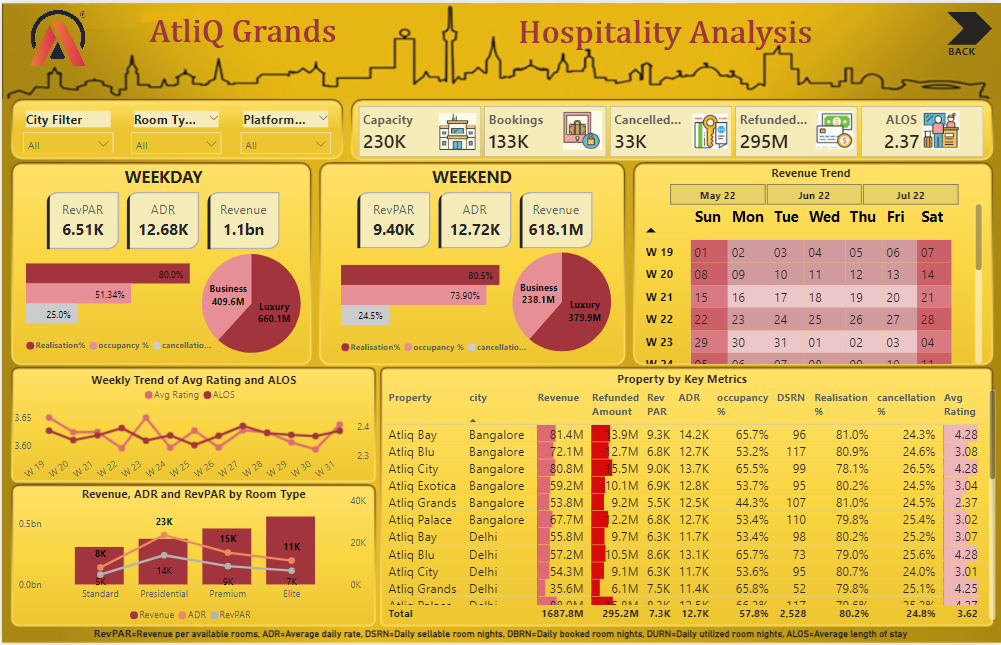 AtliQ Grands
Hospitality Analysis
BACK
City Filter
All
Room Ty...
All
Platform...
All
Capacity
230K
Bookings
133K
Cancelled...
33K
Refunded...
295M
ALOS
2.37
WEEKDAY
RevPAR
6.51K
ADR
12.68K
Revenue
1.1bn
80.0%
51.34%
25.0%
Business
409.6M
Luxury
660.1M
Realisation% occupancy % cancellatio...
WEEKEND
RevPAR
9.40K
ADR
12.72K
Revenue
618.1M
80.5%
73.90%
24.5%
Business
238.1M
Luxury
379.9M
Realisation% occupancy % cancellatio...
Revenue Trend
May 22 Jun 22 Jul 22
Sun Mon Tue Wed Thu Fri Sat
W 19 01 02 03 04 05 06 07
W 20 08 09 10 11 12 13 14
W 21 15 16 17 18 19 20 21
W 22 22 23 24 25 26 27 28
W 23 29 30 31 01 02 03 04
Weekly Trend of Avg Rating and ALOS
Avg Rating ALOS
3.65
3.60
2.4
2.3
W 19 W 20 W 21 W 22 W 23 W 24 W 25 W 26 W 27 W 28 W 29 W 30 W 31
Revenue, ADR and RevPAR by Room Type
0.5bn
0.0bn
40K
20K
0K
8K 23K 15K 11K
5K 14K 9K 7K
Standard Presidential Premium Elite
Revenue ADR RevPAR
Property by Key Metrics
Property city Revenue Refunded Amount Rev PAR ADR occupancy % DSRN Realisation % cancellation % Avg Rating
Atliq Bay Bangalore 81.4M 13.9M 9.3K 14.2K 65.7% 96 81.0% 24.3% 4.28
Atliq Blu Bangalore 72.1M 12.7M 6.8K 12.7K 53.2% 117 80.9% 24.6% 3.08
Atliq City Bangalore 80.8M 15.5M 9.0K 13.7K 65.5% 99 78.1% 26.5% 4.28
Atliq Exotica Bangalore 59.2M 10.1M 6.9K 12.8K 53.7% 95 80.2% 24.4% 3.04
Atliq Grands Bangalore 53.8M 9.2M 5.5K 12.5K 44.3% 107 81.0% 24.5% 2.37
Atliq Palace Bangalore 67.7M 12.2M 6.8K 12.7K 53.4% 110 79.8% 25.4% 3.02
Atliq Bay Delhi 55.8M 9.7M 6.3K 11.7K 53.4% 98 80.2% 25.2% 3.07
Atliq Blu Delhi 57.2M 10.5M 8.6K 13.1K 65.7% 73 79.0% 25.6% 4.28
Atliq City Delhi 54.3M 9.1M 6.3K 11.7K 53.6% 95 80.7% 24.0% 3.01
Atliq Grands Delhi 35.6M 6.1M 7.5K 11.4K 65.8% 52 79.8% 25.1% 4.25
Total 1687.8M 295.2M 7.3K 12.7K 57.8% 2,528 80.2% 24.8% 3.62
RevPAR=Revenue per available rooms, ADR=Average daily rate, DSRN=Daily sellable room nights, DBRN=Daily booked room nights, DURN=Daily utilized room nights, ALOS=Average length of stay